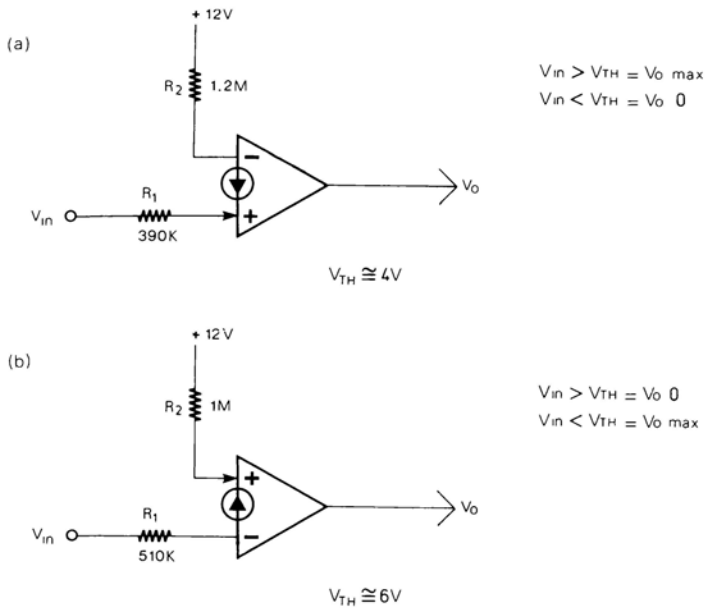 (a)
+ 12V
R2 1.2M
Vin > VTH = Vo max
Vin < VTH = Vo 0
−
+
R1
Vin
390K
Vo
VTH ≅ 4V
(b)
+ 12V
R2 1M
Vin > VTH = Vo 0
Vin < VTH = Vo max
+
−
R1
Vin
510K
Vo
VTH ≅ 6V